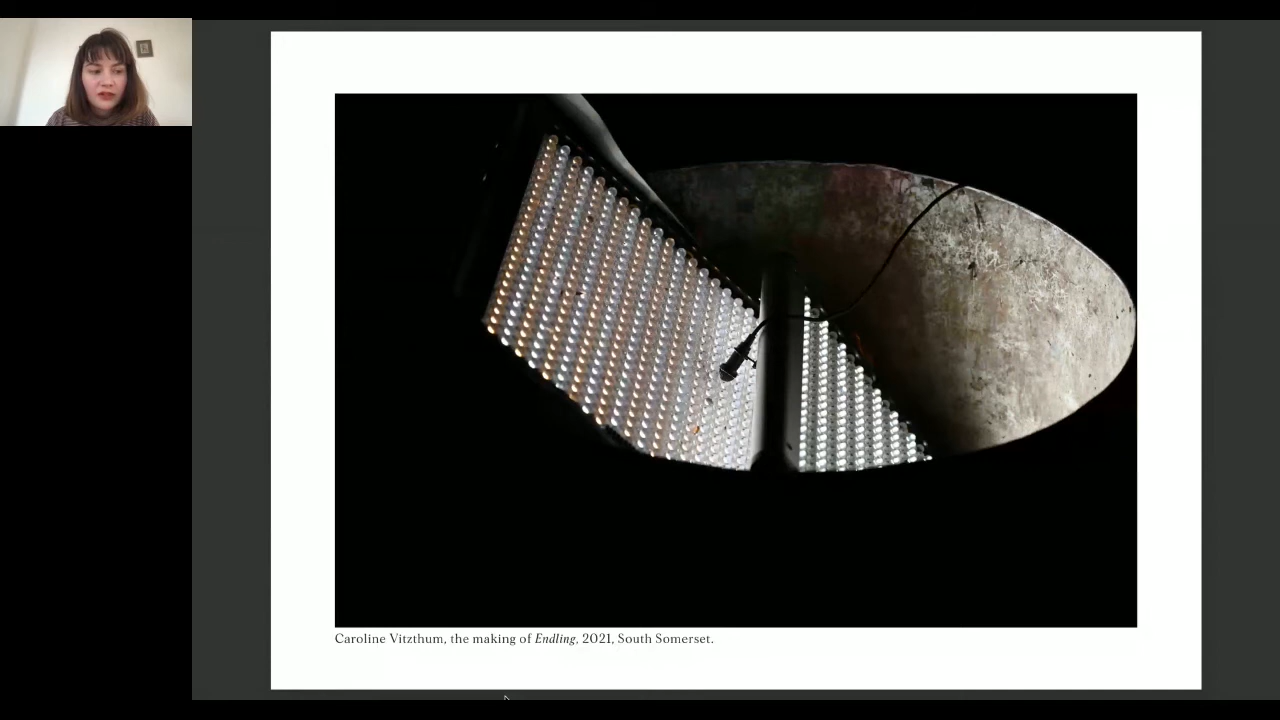 Caroline Vitzthum, the making of Endling, 2021, South Somerset.